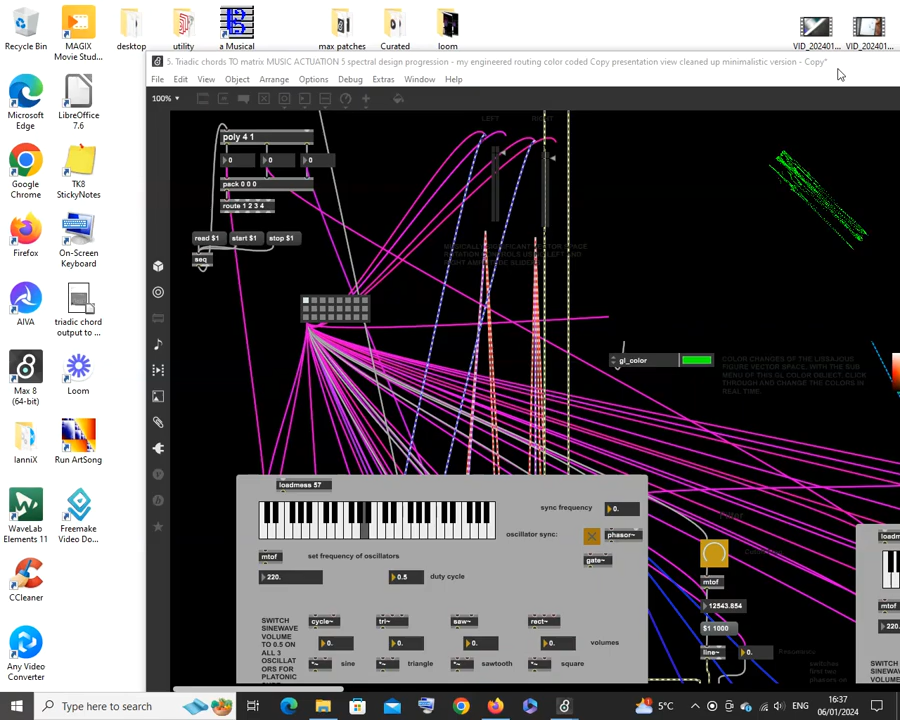 Recycle Bin
MAGIX
Movie Stud...
desktop
utility
a Musical
max patches
Curated
loom
VID_202401...
VID_202401...
5. Triadic chords TO matrix MUSIC ACTUATION 5 spectral design progression - my engineered routing color coded Copy presentation view cleaned up minimalistic version - Copy*
File
Edit
View
Object
Arrange
Options
Debug
Extras
Window
Help
100%
Microsoft
Edge
LibreOffice
7.6
Google
Chrome
TK8
StickyNotes
Firefox
On-Screen
Keyboard
AIVA
triadic chord
output to ...
Max 8
(64-bit)
Loom
IanniX
Run ArtSong
WaveLab
Elements 11
Freemake
Video Do...
CCleaner
Any Video
Converter
poly 4 1
0
0
0
pack 0 0 0
route 1 2 3 4
read $1
start $1
stop $1
seq
LEFT
RIGHT
gl_color
COLOR CHANGES OF THE LISSAJOUS
FIGURE VECTOR SPACE. WITH THE SUB
MENU OF THIS GL COLOR OBJECT, CLICK
THROUGH AND CHANGE THE COLORS IN
REAL TIME.
loadmess 57
sync frequency
0.
oscillator sync:
phasor~
gate~
mtof
set frequency of oscillators
220.
0.5
duty cycle
SWITCH
SINEWAVE
VOLUME
TO 0.5 ON
ALL 3
OSCILLAT
ORS FOR
PLATONIC
cycle~
tri~
saw~
rect~
0.
0.
0.
0.
volumes
*~
sine
*~
triangle
*~
sawtooth
*~
square
mtof
12543.854
$1 1000
line~
0.
Resonance
switches
first two
phasors on
loadm
mtof
220.
SWITCH
SINEWA
Type here to search
5°C
ENG
16:37
06/01/2024